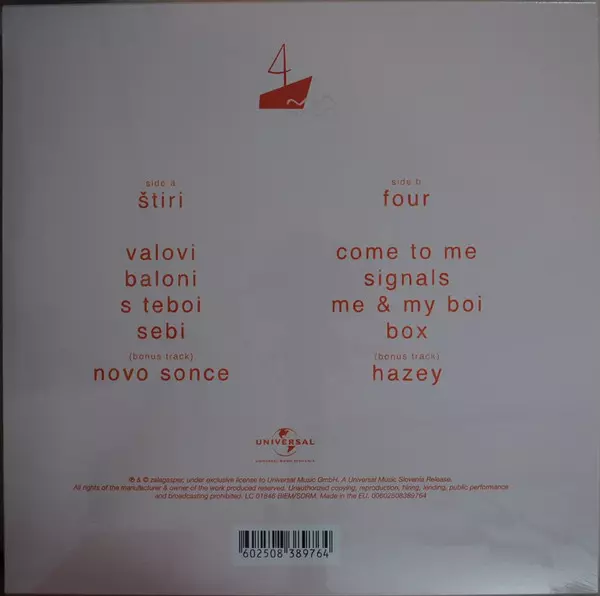 4
side a
štiri
valovi
baloni
s teboi
sebi
(bonus track)
novo sonce
side b
four
come to me
signals
me & my boi
box
(bonus track)
hazey
UNIVERSAL
℗ & © zalagasper, under exclusive licence to Universal Music GmbH. A Universal Music Slovenia Release.
All rights of the manufacturer & owner of the work produced reserved. Unauthorized copying, reproduction, hiring, lending, public performance
and broadcasting prohibited. LC 01846 BIEM/SDRM. Made in the EU. 00602508389764
602508 389764